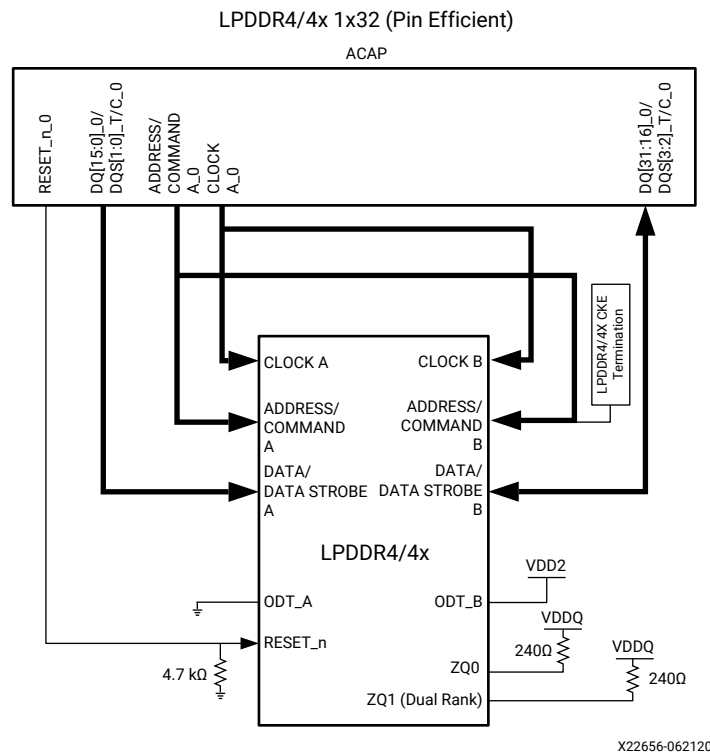 LPDDR4/4x 1x32 (Pin Efficient)
ACAP
RESET_n_0
DQ[15:0]_0/
DQS[1:0]_T/C_0
ADDRESS/
COMMAND
A_0
CLOCK
A_0
DQ[31:16]_0/
DQS[3:2]_T/C_0
LPDDR4/4X CKE
Termination
CLOCK A
CLOCK B
ADDRESS/
COMMAND
A
ADDRESS/
COMMAND
B
DATA/
DATA STROBE
A
DATA/
DATA STROBE
B
LPDDR4/4x
VDD2
ODT_A
ODT_B
VDDQ
RESET_n
240Ω
VDDQ
4.7 kΩ
ZQ0
240Ω
ZQ1 (Dual Rank)
X22656-062120